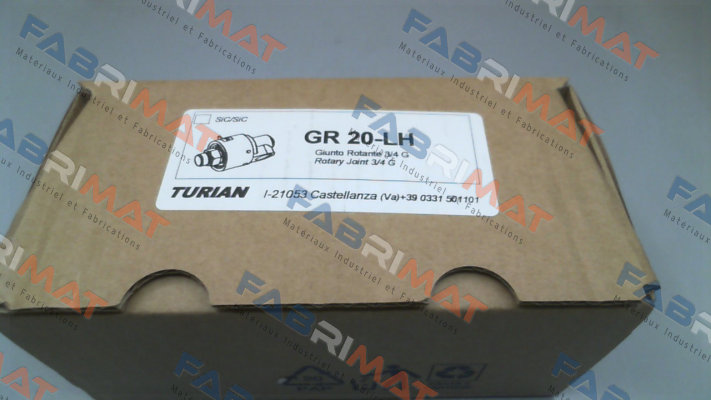 SIC/SIC
GR 20-LH
Giunto Rotante 3/4 G
Rotary Joint 3/4 G
TURIAN I-21053 Castellanza (Va)+39 0331 501101
FABRIMAT
Matériaux Industriel et Fabrications